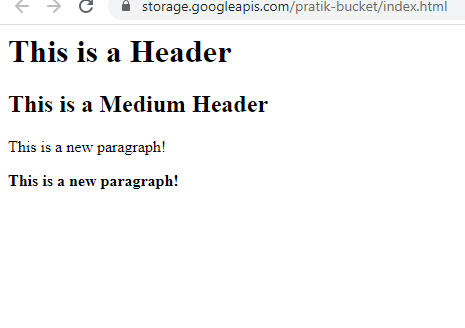 storage.googleapis.com/pratik-bucket/index.html
This is a Header
This is a Medium Header
This is a new paragraph!
This is a new paragraph!